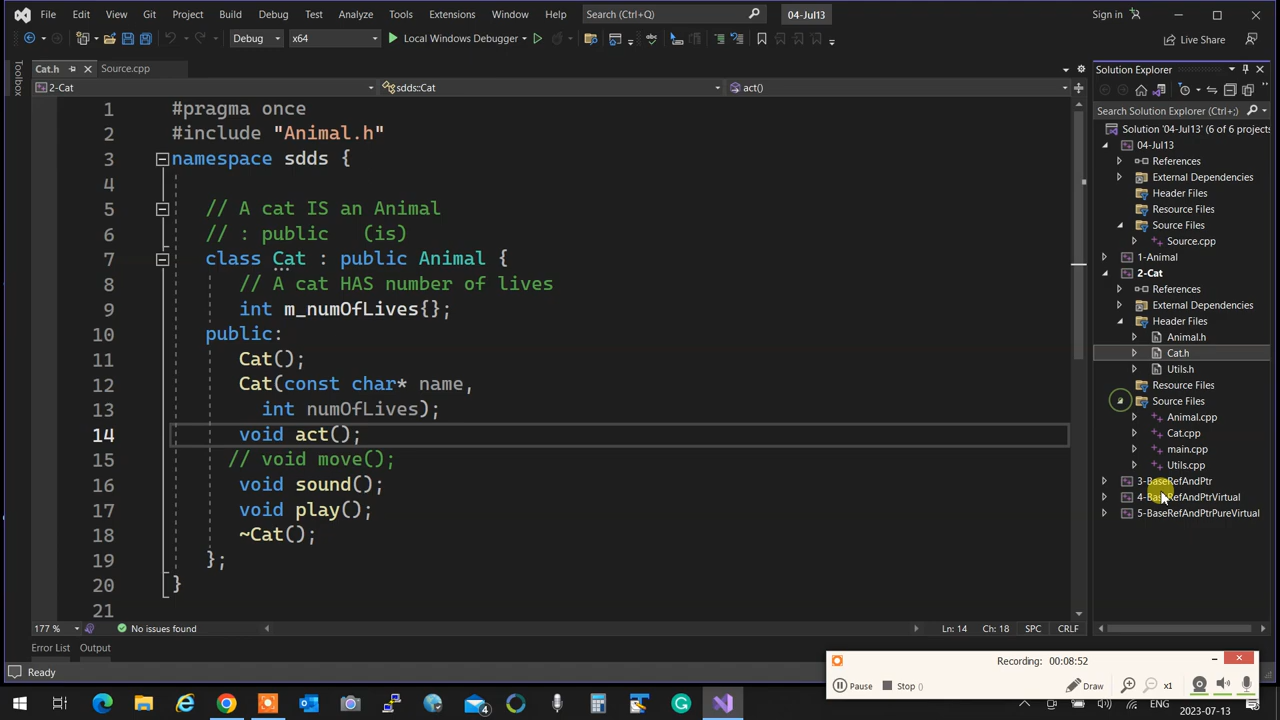 File Edit View Git Project Build Debug Test Analyze Tools Extensions Window Help Search (Ctrl+Q) 04-Jul13 Sign in
Debug x64 Local Windows Debugger Live Share
Toolbox
Cat.h Source.cpp
2-Cat sdds::Cat act()
1 #pragma once
2 #include "Animal.h"
3 namespace sdds {
4
5 // A cat IS an Animal
6 // : public (is)
7 class Cat : public Animal {
8 // A cat HAS number of lives
9 int m_numOfLives{};
10 public:
11 Cat();
12 Cat(const char* name,
13 int numOfLives);
14 void act();
15 // void move();
16 void sound();
17 void play();
18 ~Cat();
19 };
20 }
21
177 % No issues found Ln: 14 Ch: 18 SPC CRLF
Error List Output
Ready
Solution Explorer
Search Solution Explorer (Ctrl+;)
Solution '04-Jul13' (6 of 6 projects
04-Jul13
References
External Dependencies
Header Files
Resource Files
Source Files
Source.cpp
1-Animal
2-Cat
References
External Dependencies
Header Files
Animal.h
Cat.h
Utils.h
Resource Files
Source Files
Animal.cpp
Cat.cpp
main.cpp
Utils.cpp
3-BaseRefAndPtr
4-BaseRefAndPtrVirtual
5-BaseRefAndPtrPureVirtual
Recording: 00:08:52
Pause Stop () Draw x1
4
ENG 2023-07-13